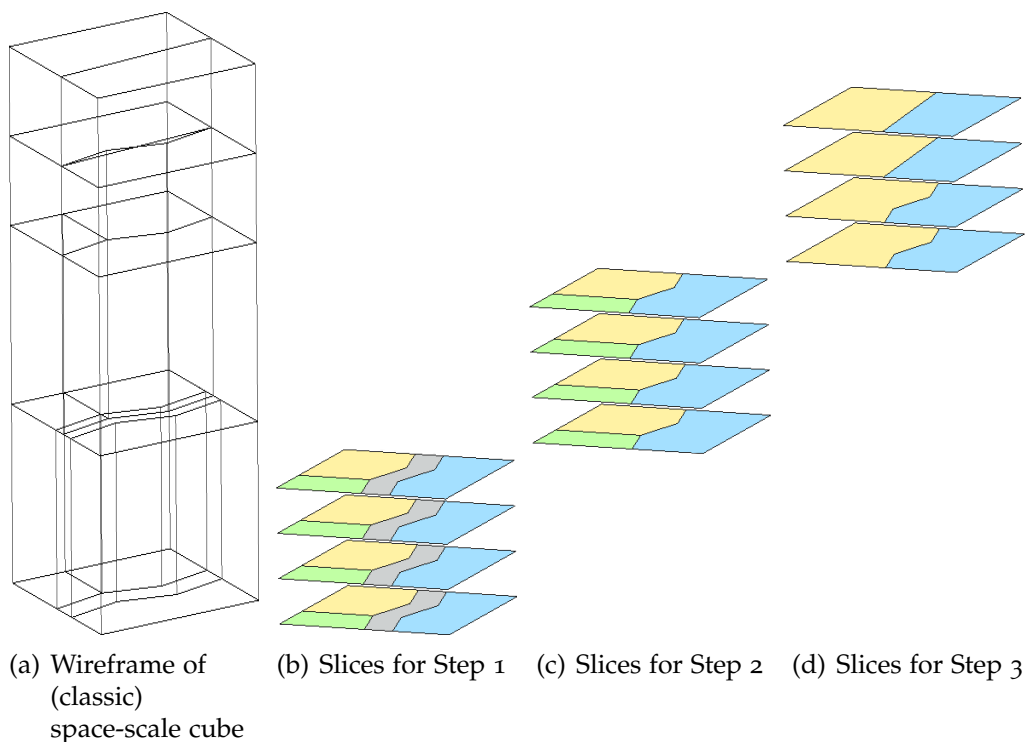 (a) Wireframe of
(classic)
space-scale cube
(b) Slices for Step 1
(c) Slices for Step 2
(d) Slices for Step 3